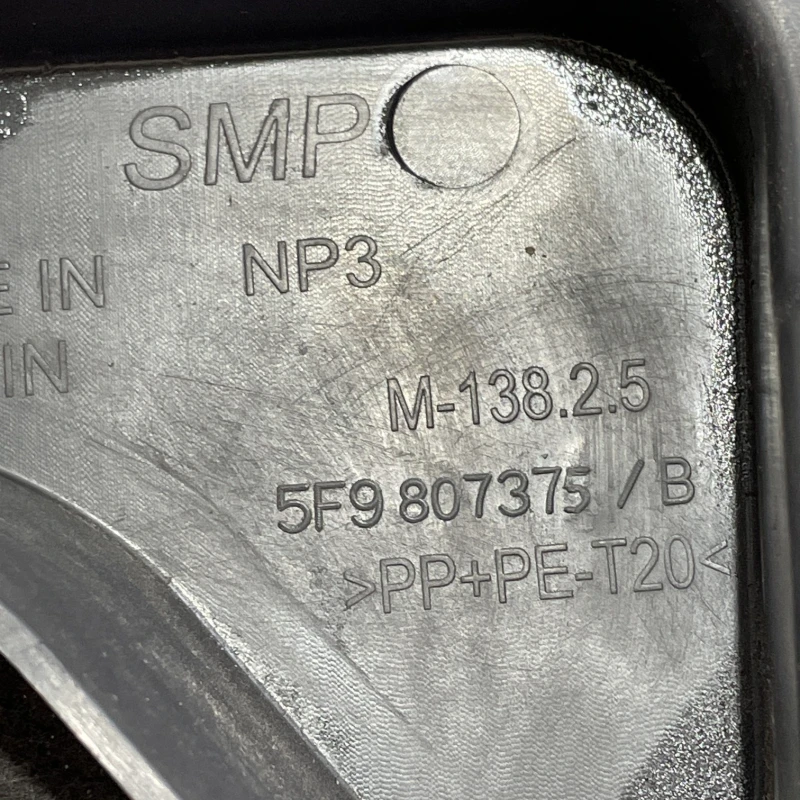 SMP
NP3
E IN
IN
M-138.2.5
5F9 807375 / B
>PP+PE-T20<